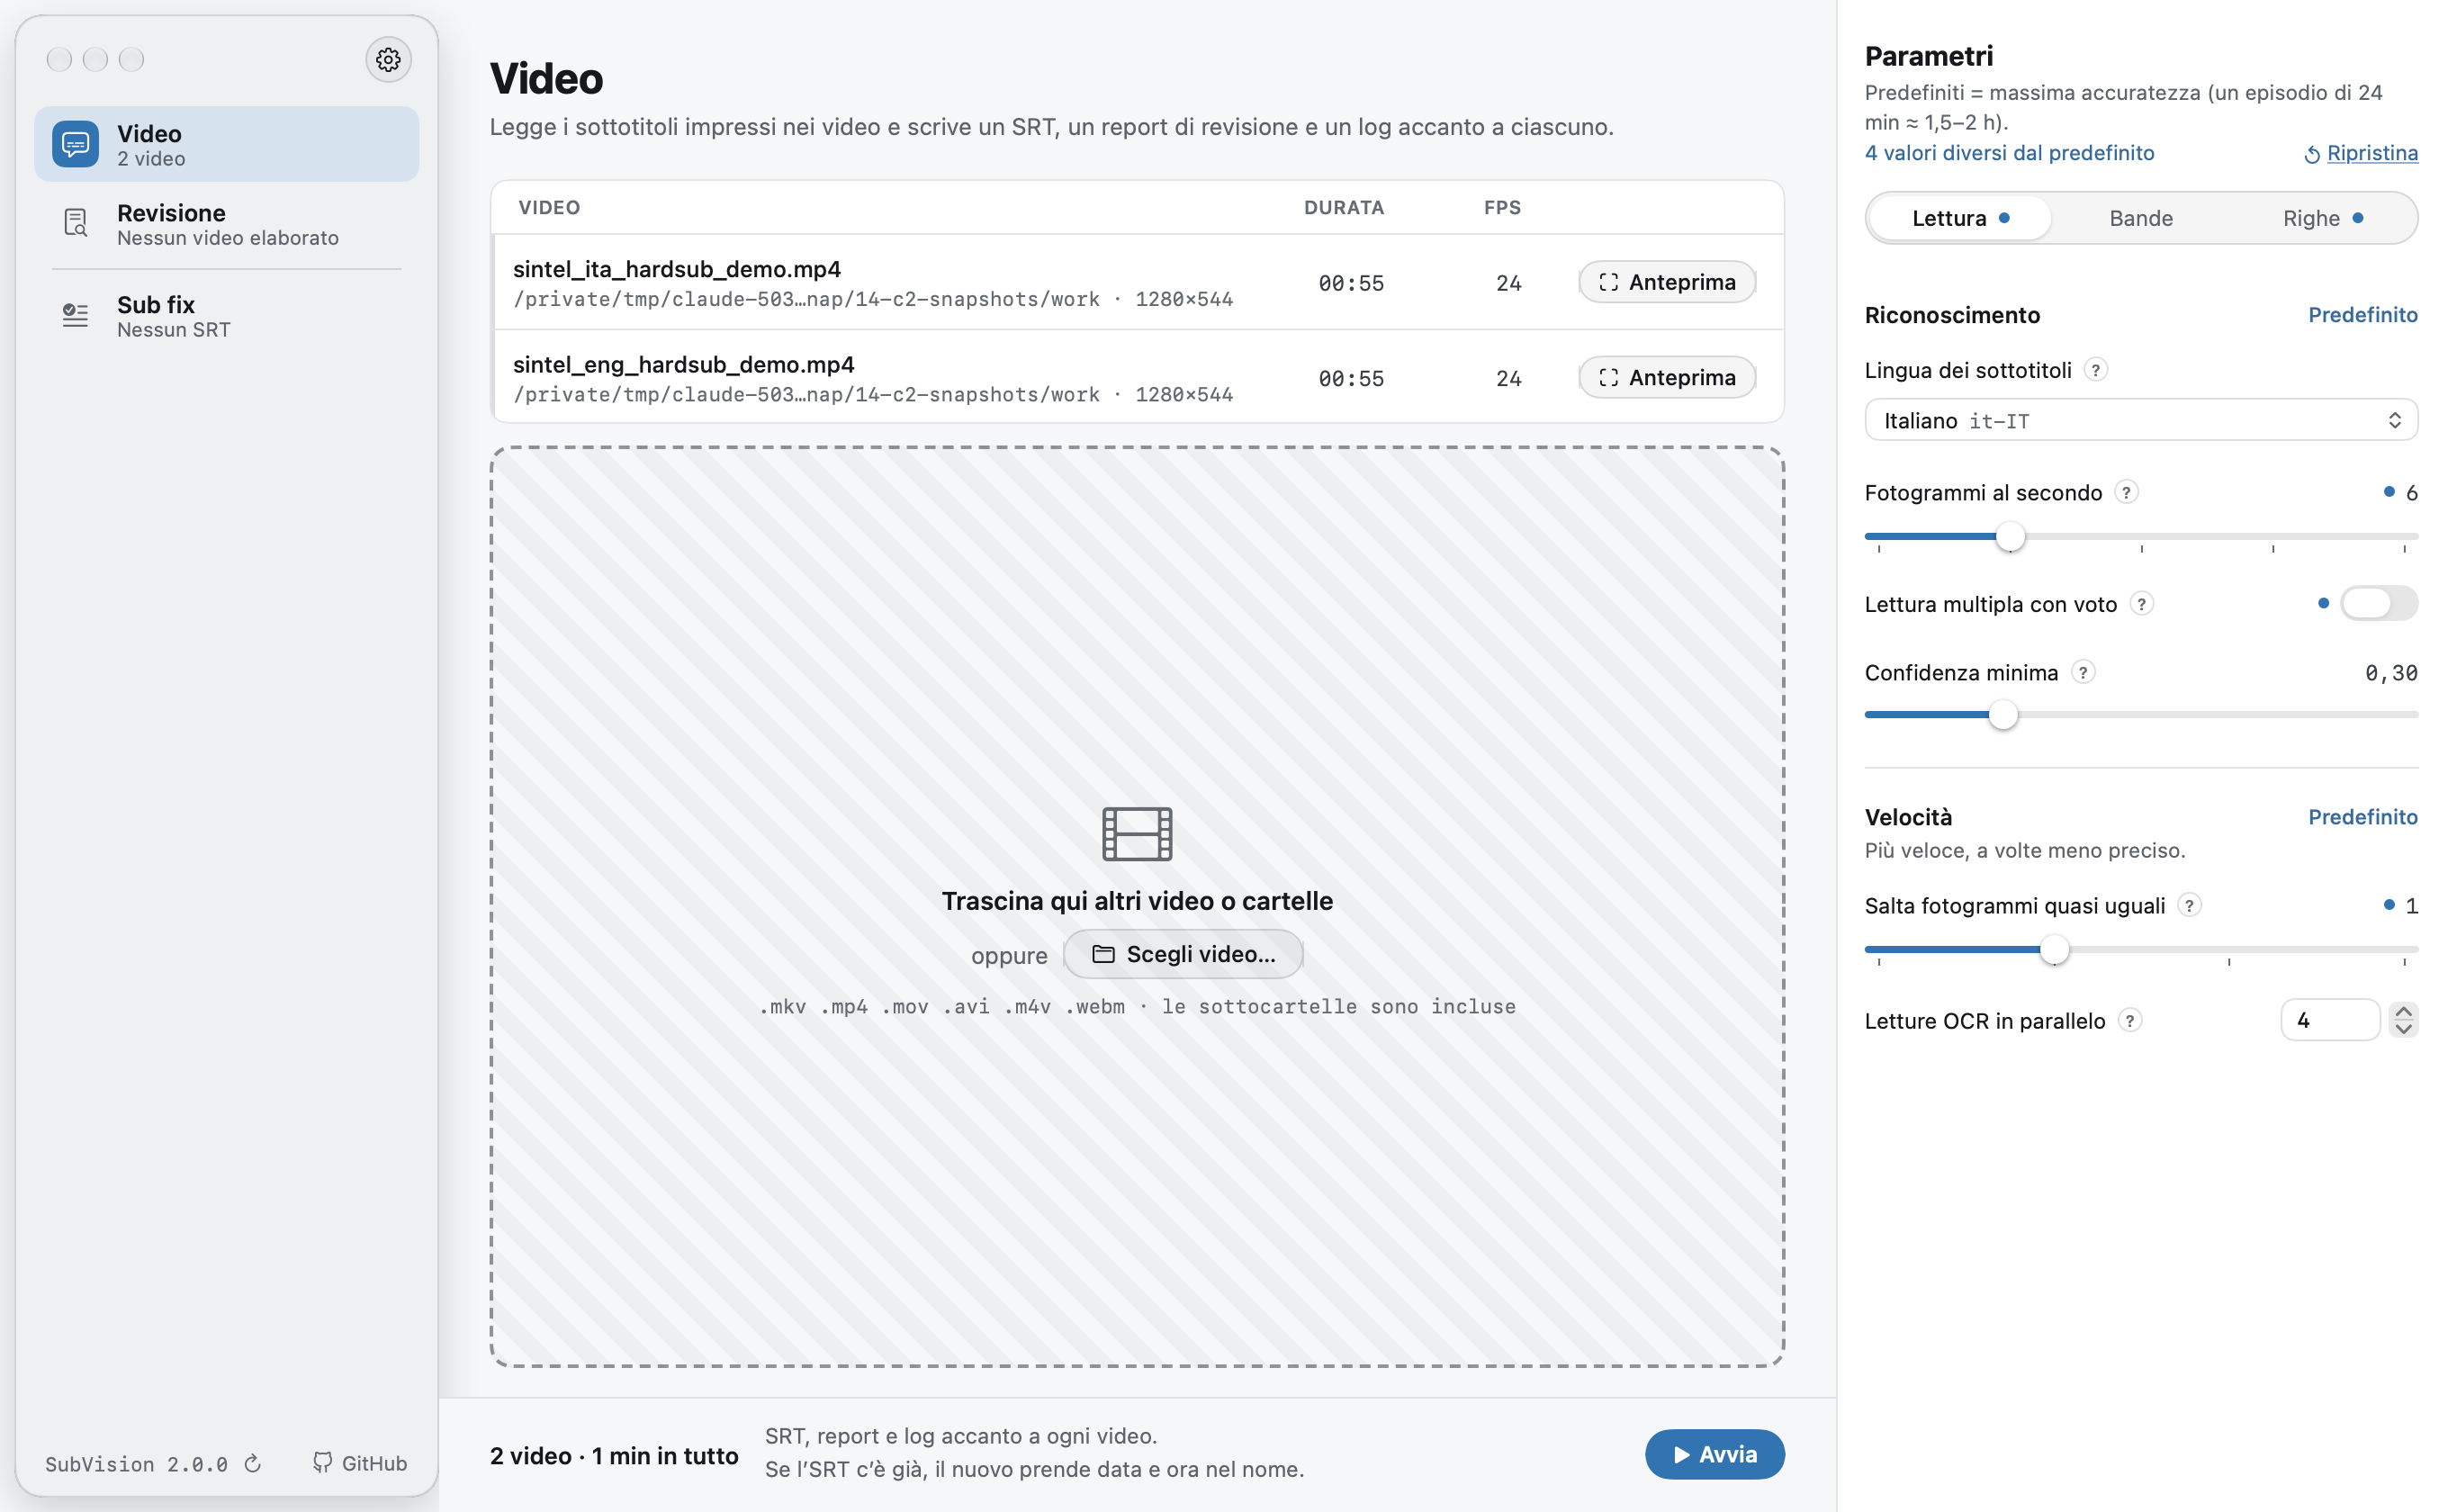 Video
2 video
Revisione
Nessun video elaborato
Sub fix
Nessun SRT
SubVision 2.0.0
GitHub
Video
Legge i sottotitoli impressi nei video e scrive un SRT, un report di revisione e un log accanto a ciascuno.
VIDEO DURATA FPS
sintel_ita_hardsub_demo.mp4
/private/tmp/claude-503…nap/14-c2-snapshots/work · 1280×544
00:55 24 Anteprima
sintel_eng_hardsub_demo.mp4
/private/tmp/claude-503…nap/14-c2-snapshots/work · 1280×544
00:55 24 Anteprima
Trascina qui altri video o cartelle
oppure Scegli video...
.mkv .mp4 .mov .avi .m4v .webm · le sottocartelle sono incluse
2 video · 1 min in tutto
SRT, report e log accanto a ogni video.
Se l’SRT c’è già, il nuovo prende data e ora nel nome.
Avvia
Parametri
Predefiniti = massima accuratezza (un episodio di 24
min ≈ 1,5–2 h).
4 valori diversi dal predefinito Ripristina
Lettura Bande Righe
Riconoscimento Predefinito
Lingua dei sottotitoli ?
Italiano it-IT
Fotogrammi al secondo ? 6
Lettura multipla con voto ?
Confidenza minima ? 0,30
Velocità Predefinito
Più veloce, a volte meno preciso.
Salta fotogrammi quasi uguali ? 1
Letture OCR in parallelo ? 4